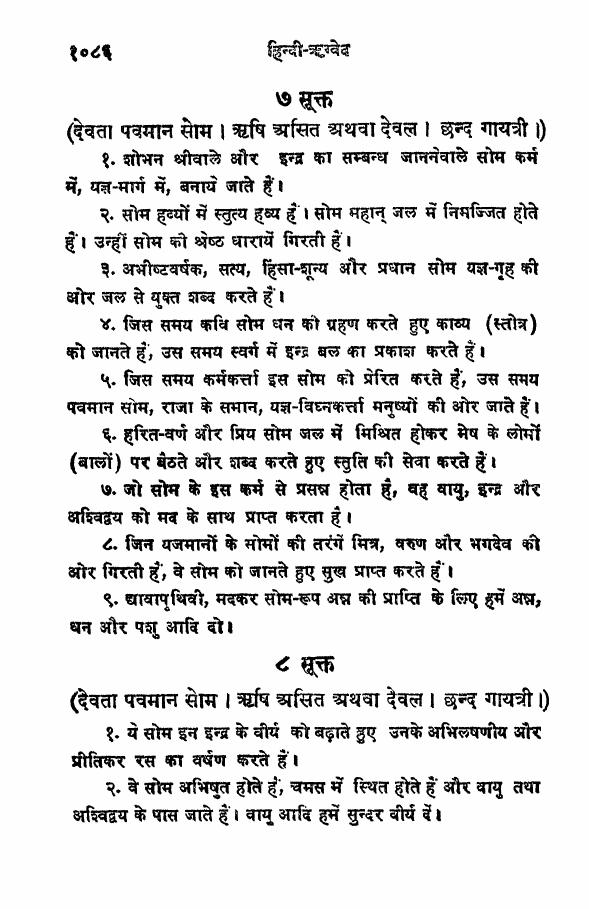 १०८६ हिन्दी-ऋग्वेद
७ सूक्त
(देवता पवमान सोम । ऋषि असित अथवा देवल । छन्द गायत्री ।)
१. शोभन श्रीवाले और इन्द्र का सम्बन्ध जाननेवाले सोम कर्म
में, यज्ञ-मार्ग में, बनाये जाते हैं ।
२. सोम हव्यों में स्तुत्य हव्य हैं । सोम महान् जल में निमज्जित होते
हैं । उन्हीं सोम की श्रेष्ठ धारायें गिरती हैं ।
३. अभीष्टवर्षक, सत्य, हिंसा-शून्य और प्रधान सोम यज्ञ-गृह की
ओर जल से युक्त शब्द करते हैं ।
४. जिस समय कवि सोम धन को ग्रहण करते हुए काव्य (स्तोत्र)
को जानते हैं, उस समय स्वर्ग में इन्द्र बल का प्रकाश करते हैं ।
५. जिस समय कर्मकर्त्ता इस सोम को प्रेरित करते हैं, उस समय
पवमान सोम, राजा के समान, यज्ञ-विघ्नकर्त्ता मनुष्यों की ओर जाते हैं ।
६. हरित-वर्ण और प्रिय सोम जल में मिश्रित होकर मेष के लोमों
(बालों) पर बैठते और शब्द करते हुए स्तुति की सेवा करते हैं ।
७. जो सोम के इस कर्म से प्रसन्न होता है, वह वायु, इन्द्र और
अश्विद्वय को मद के साथ प्राप्त करता है ।
८. जिन यजमानों के सोमों की तरंगें मित्र, वरुण और भगदेव की
ओर गिरती हैं, वे सोम को जानते हुए सुख प्राप्त करते हैं ।
९. द्यावापृथिवी, मदकर सोम-रूप अन्न की प्राप्ति के लिए हमें अन्न,
धन और पशु आदि दो ।
८ सूक्त
(देवता पवमान सोम । ऋषि असित अथवा देवल । छन्द गायत्री ।)
१. ये सोम इन इन्द्र के वीर्य को बढ़ाते हुए उनके अभिलषणीय और
प्रीतिकर रस का वर्षण करते हैं ।
२. वे सोम अभिषुत होते हैं, चमस में स्थित होते हैं और वायु तथा
अश्विद्वय के पास जाते हैं । वायु आदि हमें सुन्दर वीर्य दें ।